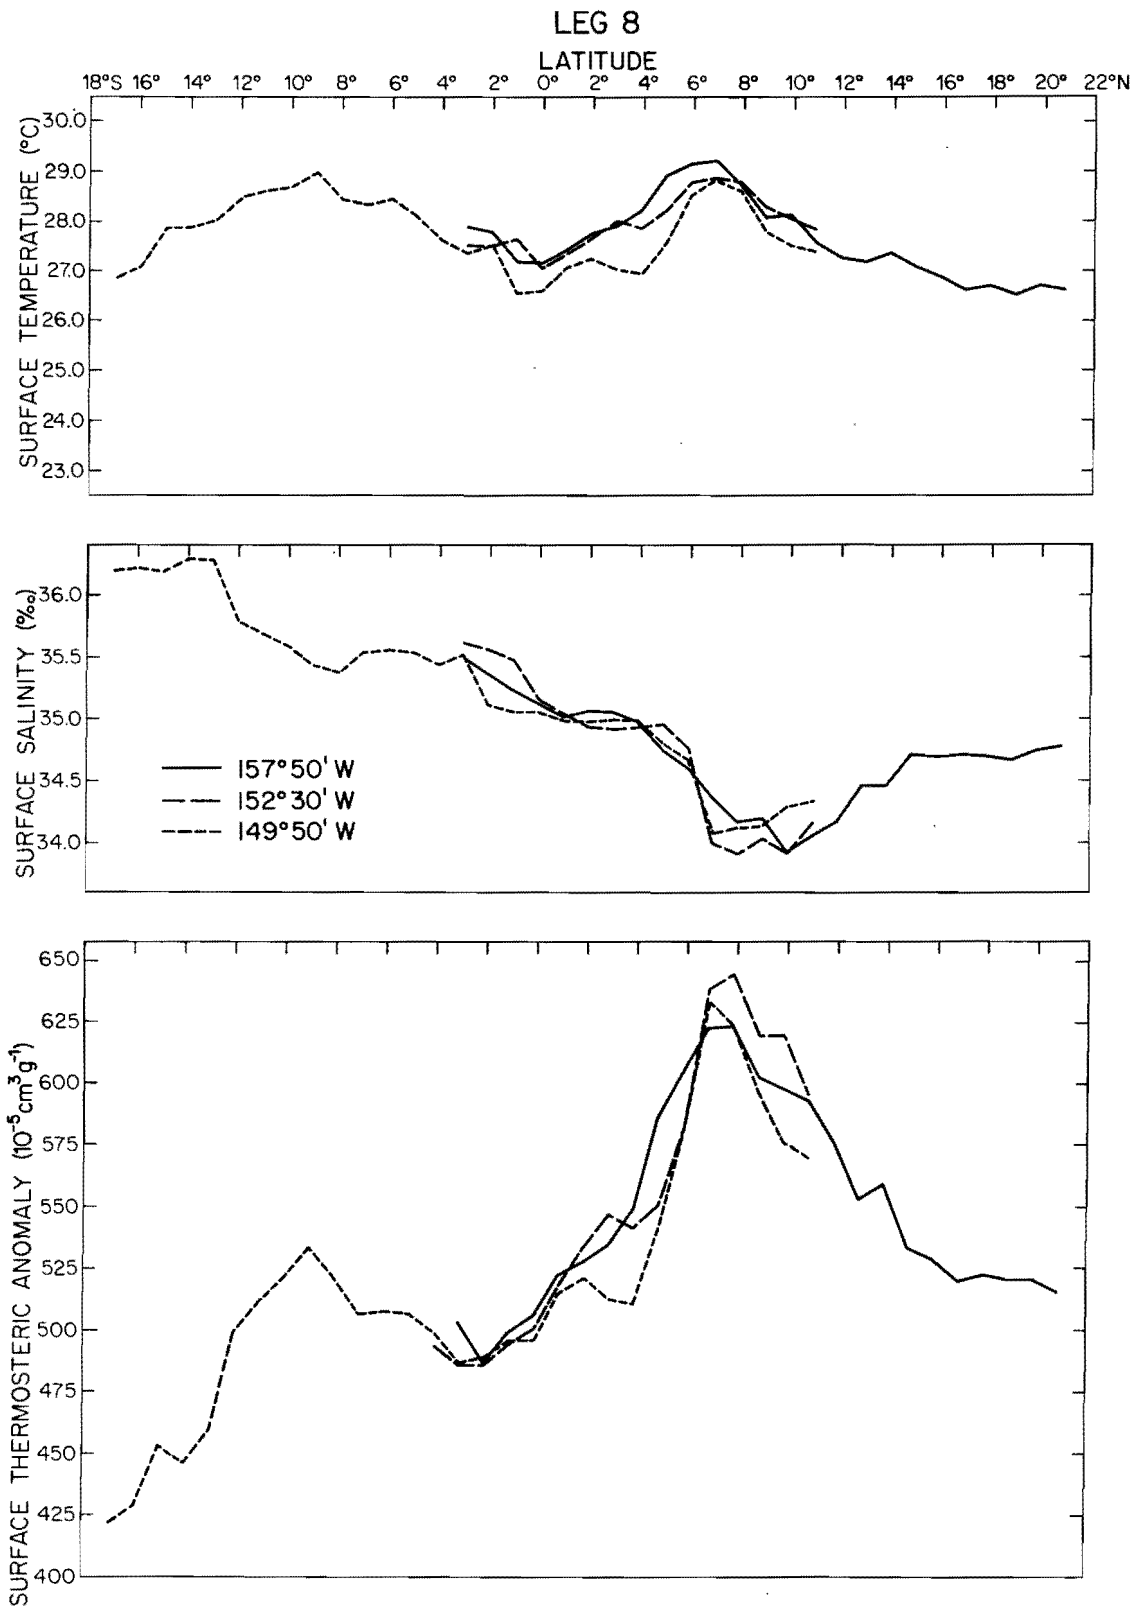 LEG 8
LATITUDE
18°S 16° 14° 10° 8° 6° 4° 2° 0° 2° 4° 6° 8° 10° 12° 14° 16° 18° 20° 22°N
SURFACE TEMPERATURE (°C)
30.0
29.0
28.0
27.0
26.0
25.0
24.0
23.0
SURFACE SALINITY (‰)
36.0
35.5
35.0
34.5
34.0
157°50' W
152°30' W
149°50' W
SURFACE THERMOSTERIC ANOMALY (10⁻⁵cm³g⁻¹)
650
625
600
575
550
525
500
475
450
425
400